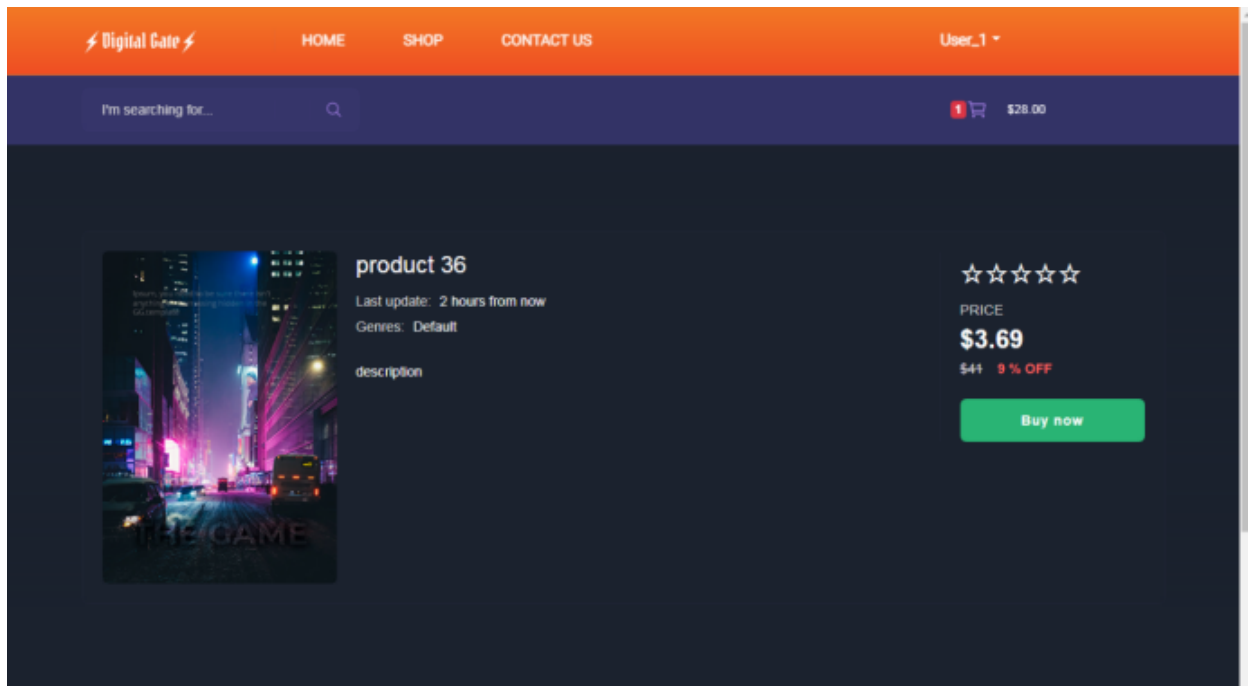 Digital Gate
HOME
SHOP
CONTACT US
User_1
I'm searching for...
1
$28.00
product 36
Last update: 2 hours from now
Genres: Default
description
PRICE
$3.69
$41 9 % OFF
Buy now
THE GAME